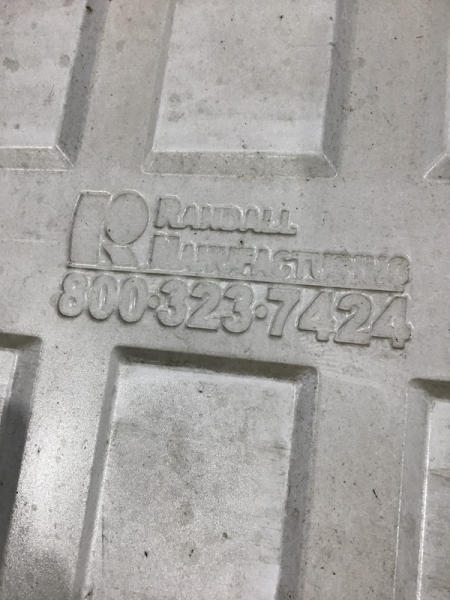 R RANDALL
MANUFACTURING
800·323·7424